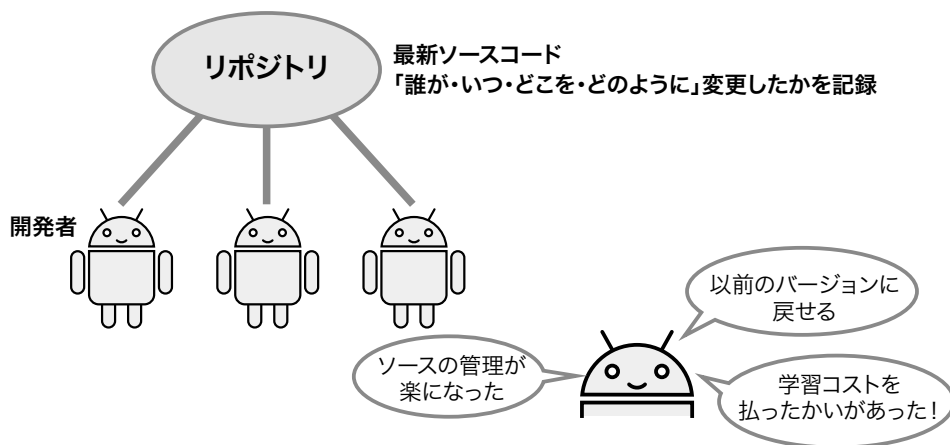 リポジトリ
最新ソースコード
「誰が・いつ・どこを・どのように」変更したかを記録
開発者
以前のバージョンに
戻せる
ソースの管理が
楽になった
学習コストを
払ったかいがあった！